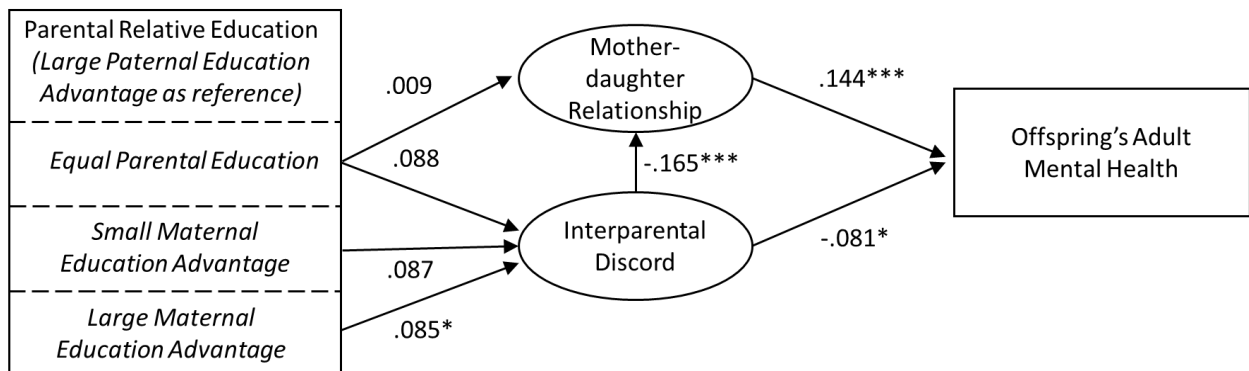 Parental Relative Education
(Large Paternal Education
Advantage as reference)
Equal Parental Education
Small Maternal
Education Advantage
Large Maternal
Education Advantage
.009
.088
.087
.085*
Mother-
daughter
Relationship
-.165***
Interparental
Discord
.144***
-.081*
Offspring’s Adult
Mental Health